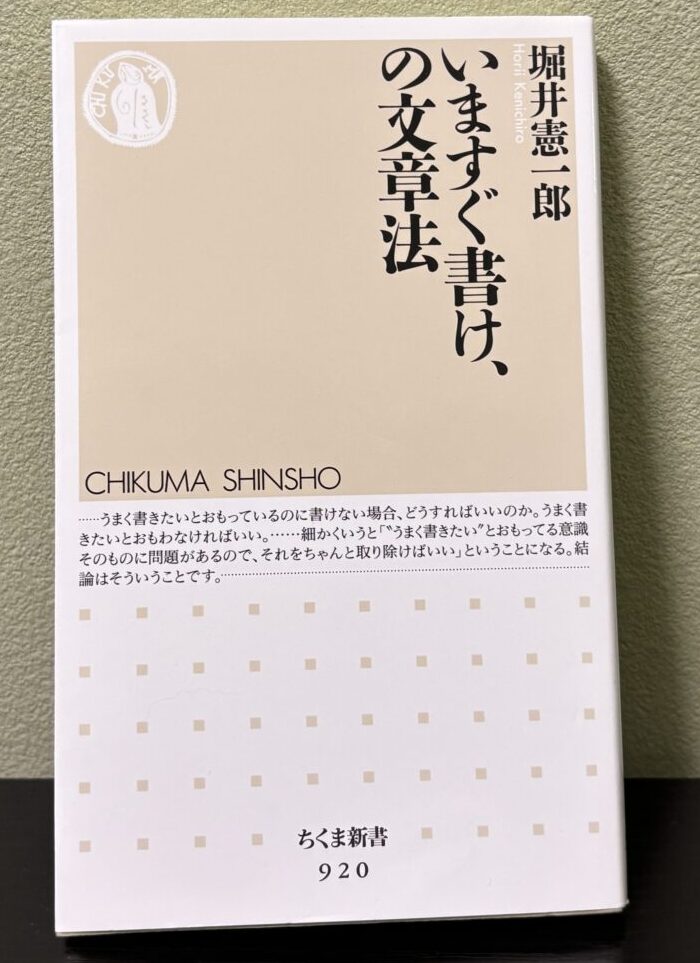 堀井憲一郎
Horii Kenichiro
いますぐ書け、
の文章法
CHIKUMA
CHIKUMA SHINSHO
……うまく書きたいとおもっているのに書けない場合、どうすればいいのか。うまく書
きたいとおもわなければいい。……細かくいうと「〝うまく書きたい〟とおもってる意識
そのものに問題があるので、それをちゃんと取り除けばいい」ということになる。結
論はそういうことです。
ちくま新書
920